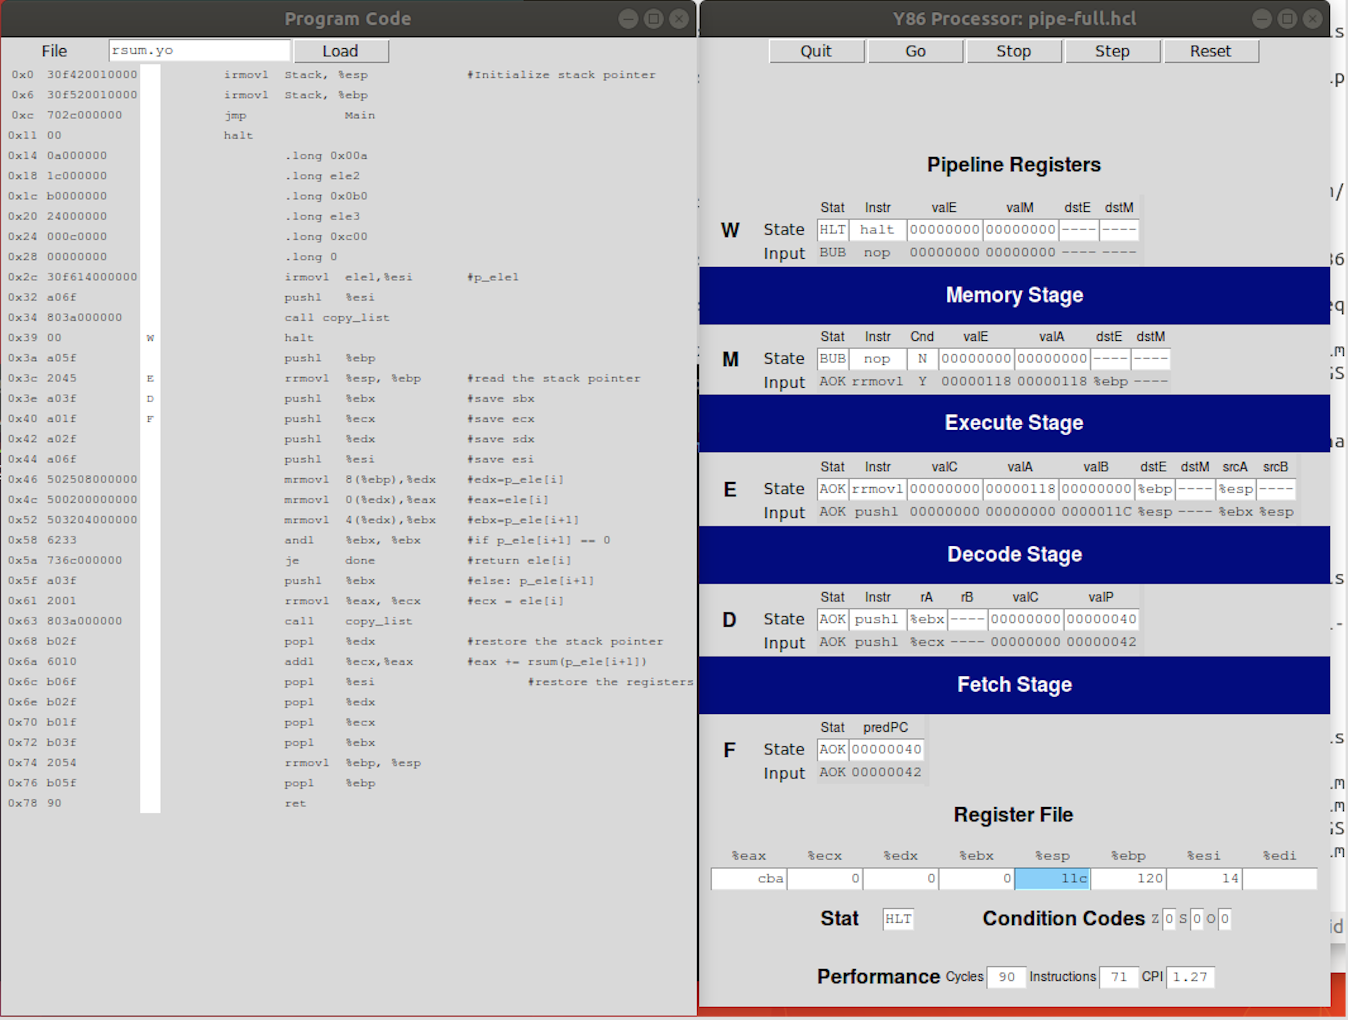 Program Code
File rsum.yo Load
0x0 30f420010000 irmovl Stack, %esp #Initialize stack pointer
0x6 30f520010000 irmovl Stack, %ebp
0xc 702c000000 jmp Main
0x11 00 halt
0x14 0a000000 .long 0x00a
0x18 1c000000 .long ele2
0x1c b0000000 .long 0x0b0
0x20 24000000 .long ele3
0x24 000c0000 .long 0xc00
0x28 00000000 .long 0
0x2c 30f614000000 irmovl ele1,%esi #p_ele1
0x32 a06f pushl %esi
0x34 803a000000 call copy_list
0x39 00 W halt
0x3a a05f pushl %ebp
0x3c 2045 E rrmovl %esp, %ebp #read the stack pointer
0x3e a03f D pushl %ebx #save sbx
0x40 a01f F pushl %ecx #save ecx
0x42 a02f pushl %edx #save sdx
0x44 a06f pushl %esi #save esi
0x46 502508000000 mrmovl 8(%ebp),%edx #edx=p_ele[i]
0x4c 500200000000 mrmovl 0(%edx),%eax #eax=ele[i]
0x52 503204000000 mrmovl 4(%edx),%ebx #ebx=p_ele[i+1]
0x58 6233 andl %ebx, %ebx #if p_ele[i+1] == 0
0x5a 736c000000 je done #return ele[i]
0x5f a03f pushl %ebx #else: p_ele[i+1]
0x61 2001 rrmovl %eax, %ecx #ecx = ele[i]
0x63 803a000000 call copy_list
0x68 b02f popl %edx #restore the stack pointer
0x6a 6010 addl %ecx,%eax #eax += rsum(p_ele[i+1])
0x6c b06f popl %esi #restore the registers
0x6e b02f popl %edx
0x70 b01f popl %ecx
0x72 b03f popl %ebx
0x74 2054 rrmovl %ebp, %esp
0x76 b05f popl %ebp
0x78 90 ret
Y86 Processor: pipe-full.hcl
Quit Go Stop Step Reset
Pipeline Registers
Stat Instr valE valM dstE dstM
W State HLT halt 00000000 00000000 ---- ----
Input BUB nop 00000000 00000000 ---- ----
Memory Stage
Stat Instr Cnd valE valA dstE dstM
M State BUB nop N 00000000 00000000 ---- ----
Input AOK rrmovl Y 00000118 00000118 %ebp ----
Execute Stage
Stat Instr valC valA valB dstE dstM srcA srcB
E State AOK rrmovl 00000000 00000118 00000000 %ebp ---- %esp ----
Input AOK pushl 00000000 00000000 0000011C %esp ---- %ebx %esp
Decode Stage
Stat Instr rA rB valC valP
D State AOK pushl %ebx ---- 00000000 00000040
Input AOK pushl %ecx ---- 00000000 00000042
Fetch Stage
Stat predPC
F State AOK 00000040
Input AOK 00000042
Register File
%eax %ecx %edx %ebx %esp %ebp %esi %edi
cba 0 0 0 11c 120 14
Stat HLT Condition Codes Z 0 S 0 O 0
Performance Cycles 90 Instructions 71 CPI 1.27